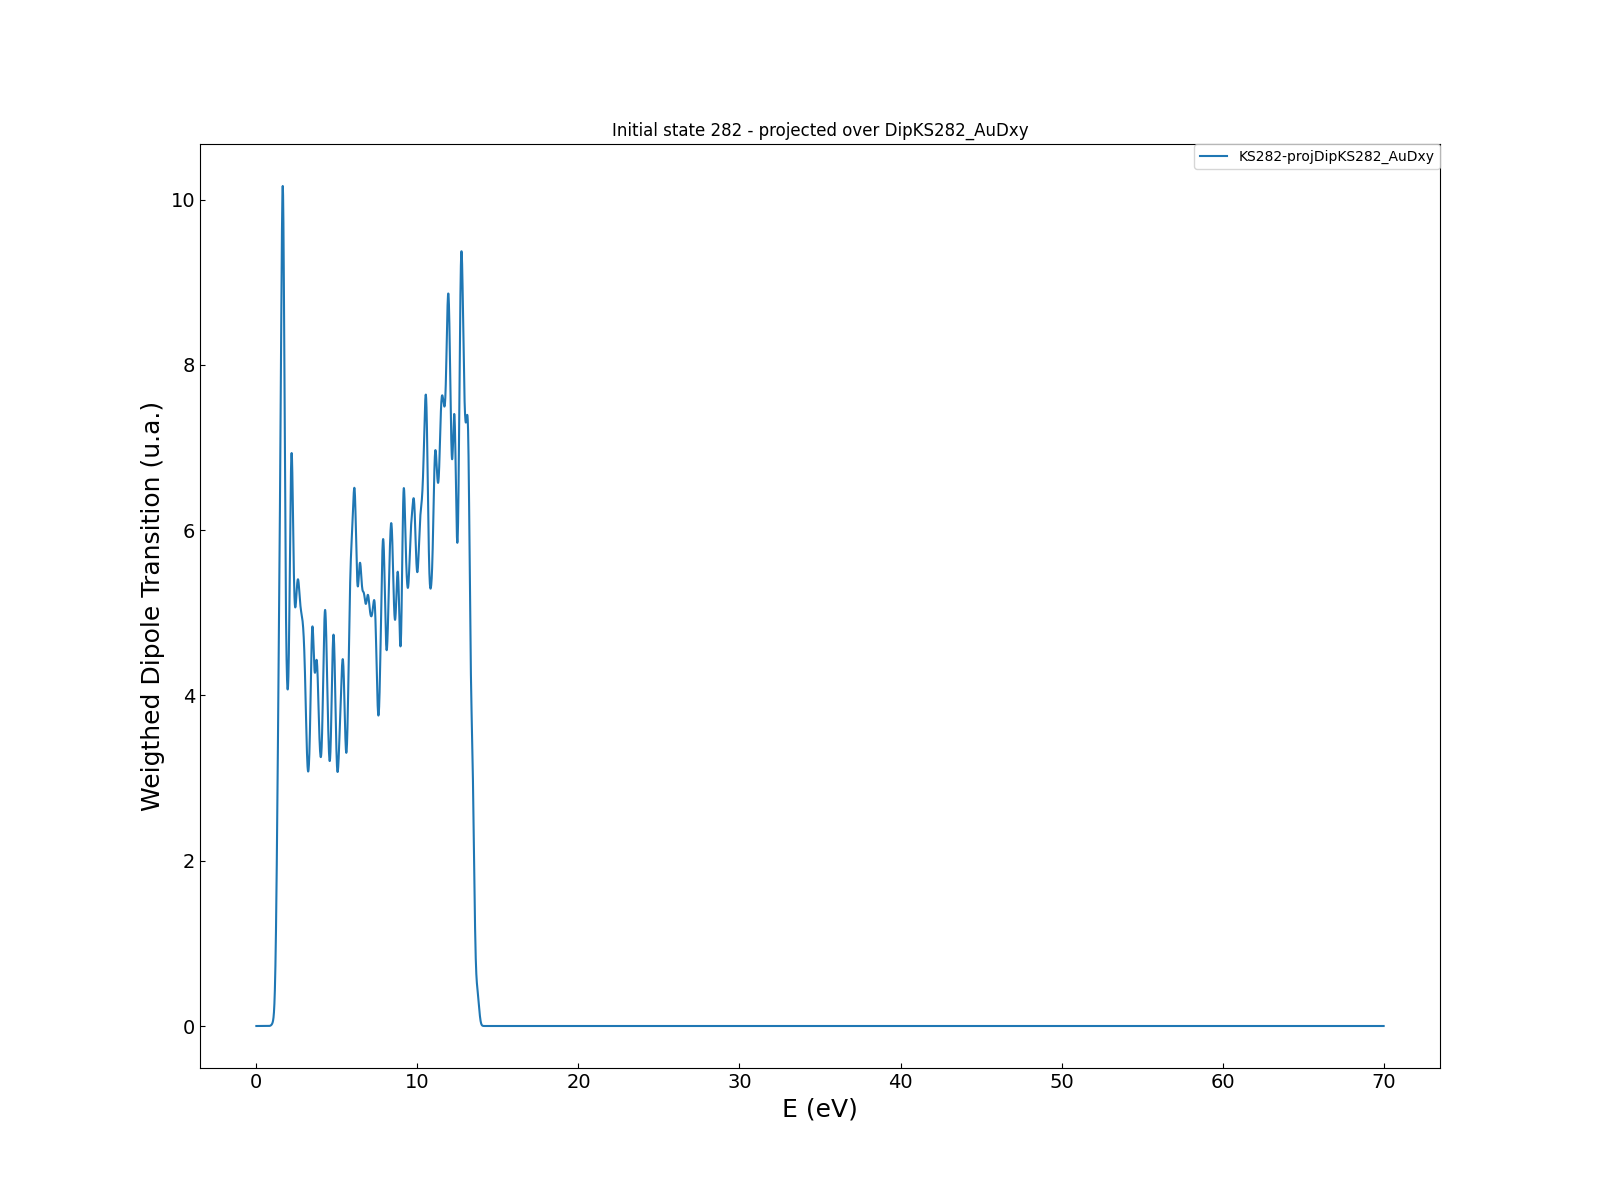 Initial state 282 - projected over DipKS282_AuDxy
KS282-projDipKS282_AuDxy
10
8
6
4
2
0
Weigthed Dipole Transition (u.a.)
0 10 20 30 40 50 60 70
E (eV)